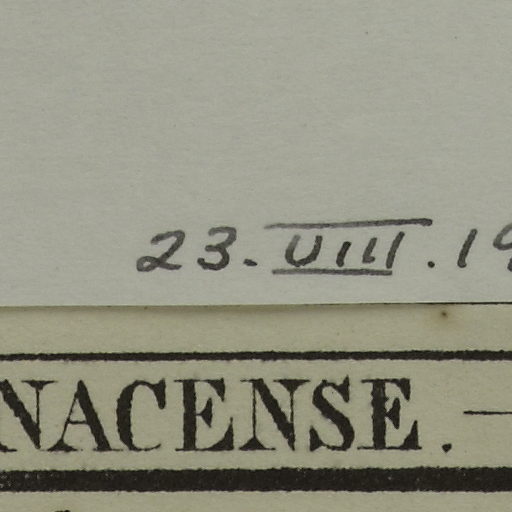 23. VIII. 19
NACENSE. —